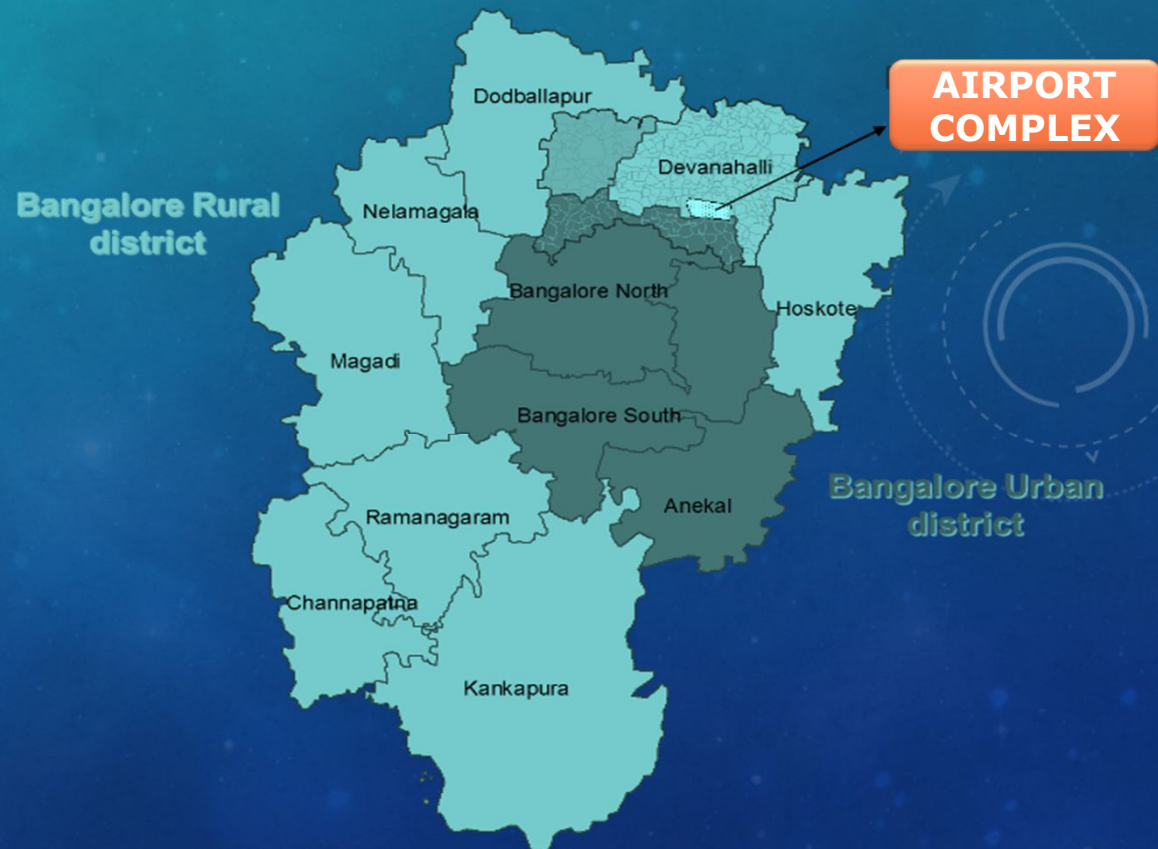 AIRPORT
COMPLEX
Dodballapur
Devanahalli
Bangalore Rural
district
Nelamagala
Bangalore North
Hoskote
Magadi
Bangalore South
Bangalore Urban
district
Anekal
Ramanagaram
Channapatna
Kankapura